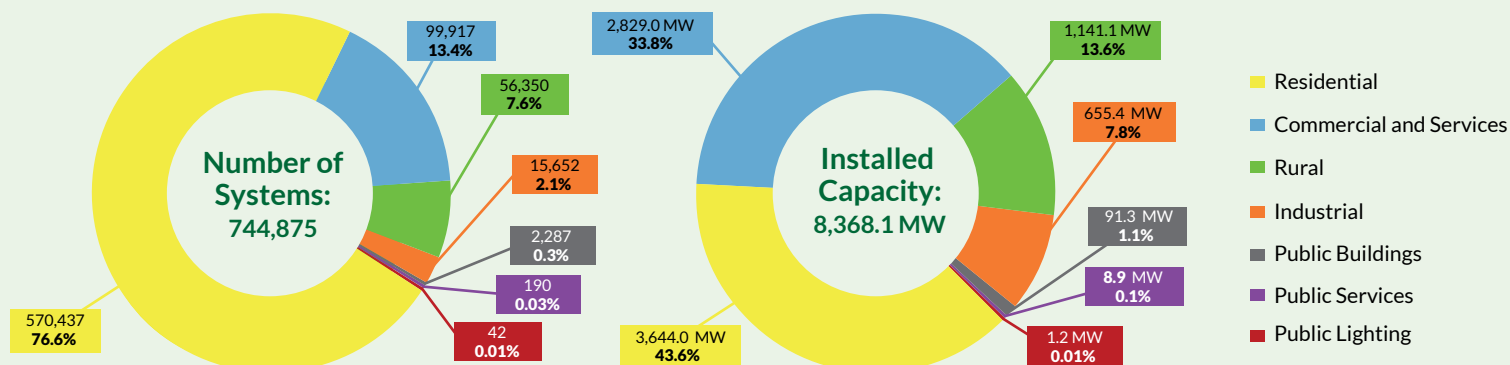 99,917
13.4%
56,350
7.6%
15,652
2.1%
2,287
0.3%
190
0.03%
42
0.01%
570,437
76.6%
Number of
Systems:
744,875
2,829.0 MW
33.8%
1,141.1 MW
13.6%
655.4 MW
7.8%
91.3 MW
1.1%
8.9 MW
0.1%
1.2 MW
0.01%
3,644.0 MW
43.6%
Installed
Capacity:
8,368.1 MW
Residential
Commercial and Services
Rural
Industrial
Public Buildings
Public Services
Public Lighting